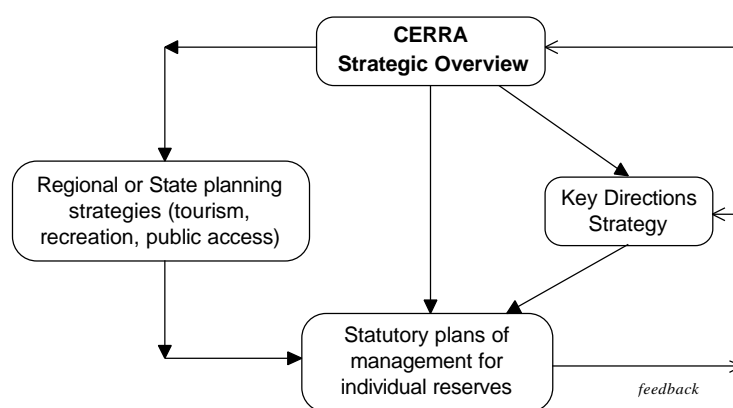 CERRA
Strategic Overview
Regional or State planning
strategies (tourism,
recreation, public access)
Key Directions
Strategy
Statutory plans of
management for
individual reserves
feedback